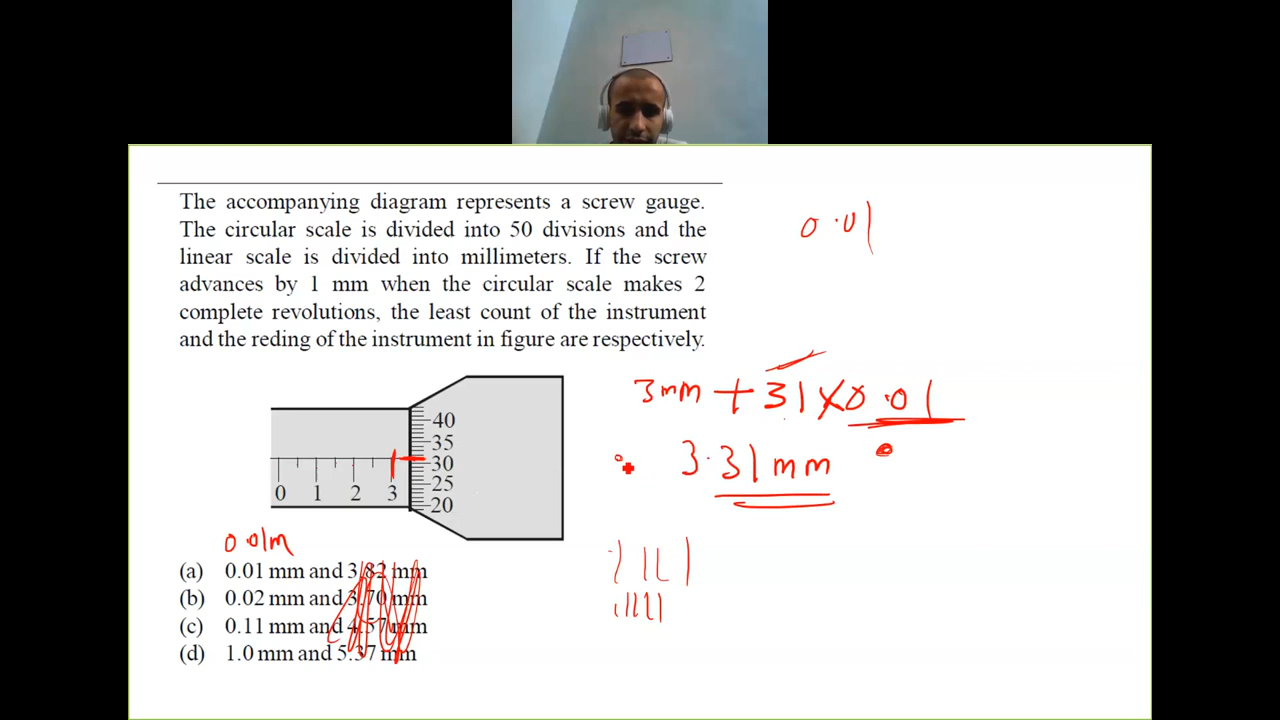 The accompanying diagram represents a screw gauge.
The circular scale is divided into 50 divisions and the
linear scale is divided into millimeters. If the screw
advances by 1 mm when the circular scale makes 2
complete revolutions, the least count of the instrument
and the reding of the instrument in figure are respectively.
0.01
40
35
30
25
20
0 1 2 3
3mm + 31x0.01
3.31mm
0.01m
(a) 0.01 mm and 3.82 mm
(b) 0.02 mm and 3.70 mm
(c) 0.11 mm and 4.57 mm
(d) 1.0 mm and 5.37 mm